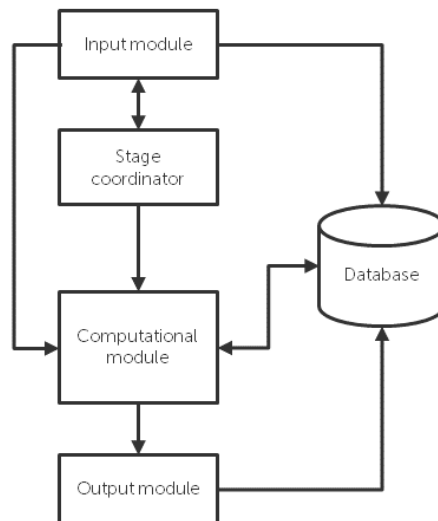 Input module
Stage
coordinator
Database
Computational
module
Output module